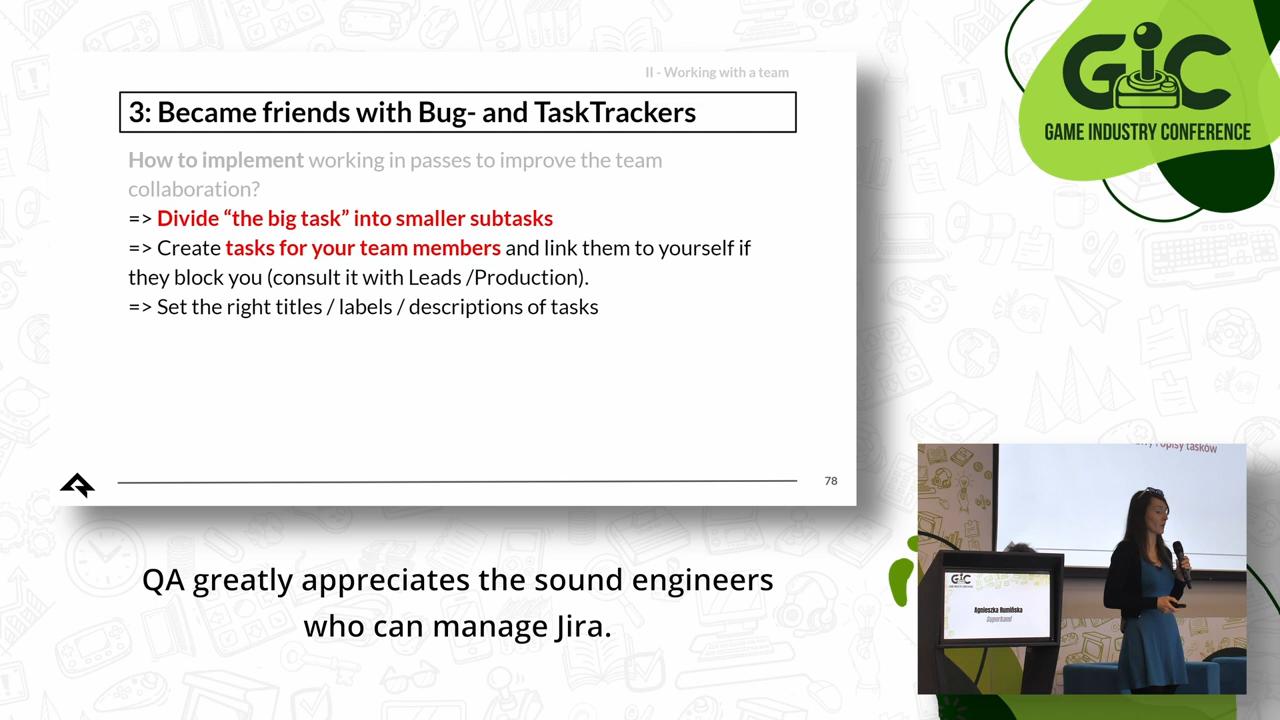 II - Working with a team
3: Became friends with Bug- and TaskTrackers
How to implement working in passes to improve the team
collaboration?
=> Divide “the big task” into smaller subtasks
=> Create tasks for your team members and link them to yourself if
they block you (consult it with Leads /Production).
=> Set the right titles / labels / descriptions of tasks
78
QA greatly appreciates the sound engineers
who can manage Jira.
GIC
GAME INDUSTRY CONFERENCE
opisy tasków
GIC
Agnieszka Rumińska